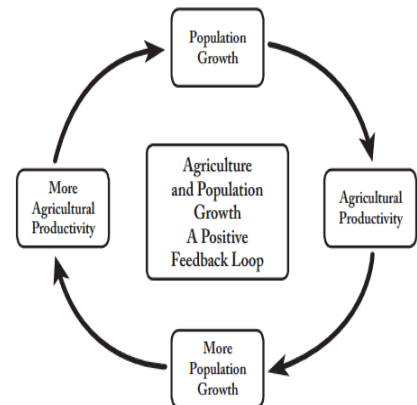 Population
Growth
Agriculture
and Population
Growth
A Positive
Feedback Loop
More
Agricultural
Productivity
Agricultural
Productivity
More
Population
Growth